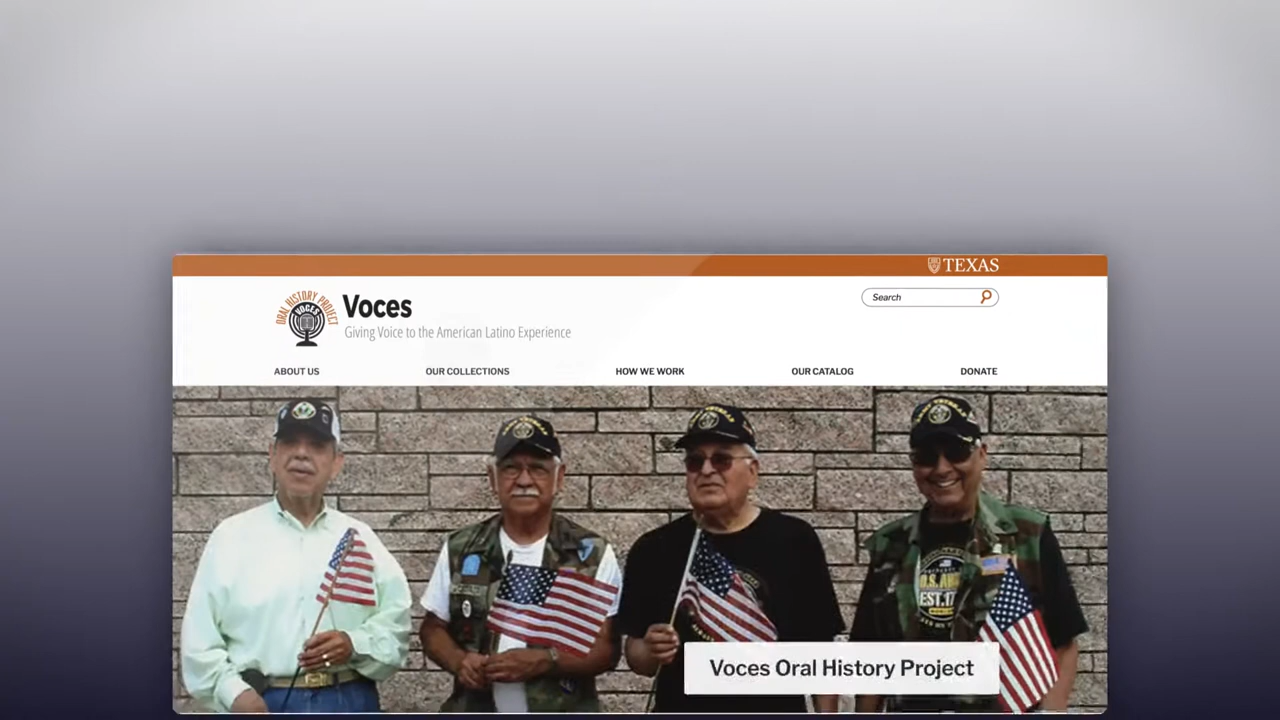 TEXAS
ORAL HISTORY PROJECT
VOCES
Voces
Giving Voice to the American Latino Experience
Search
ABOUT US
OUR COLLECTIONS
HOW WE WORK
OUR CATALOG
DONATE
U.S. AR
EST.17
Voces Oral History Project